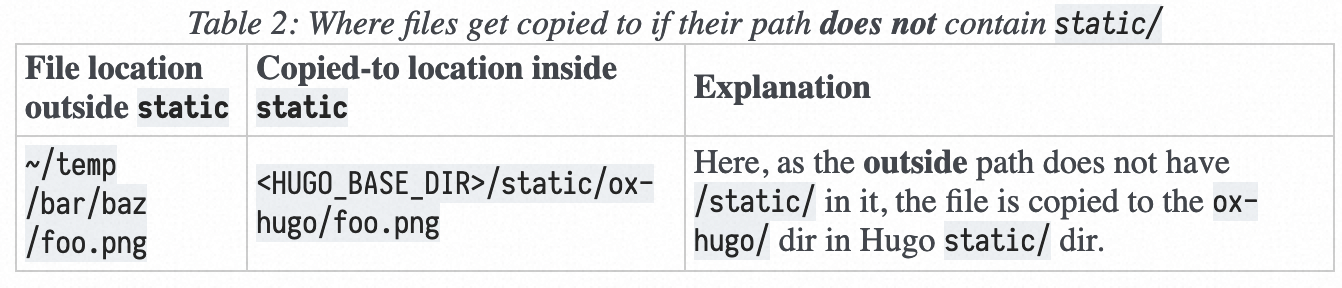 Table 2: Where files get copied to if their path does not contain static/
File location
outside static
Copied-to location inside
static
Explanation
~/temp
/bar/baz
/foo.png
<HUGO_BASE_DIR>/static/ox-
hugo/foo.png
Here, as the outside path does not have
/static/ in it, the file is copied to the ox-
hugo/ dir in Hugo static/ dir.